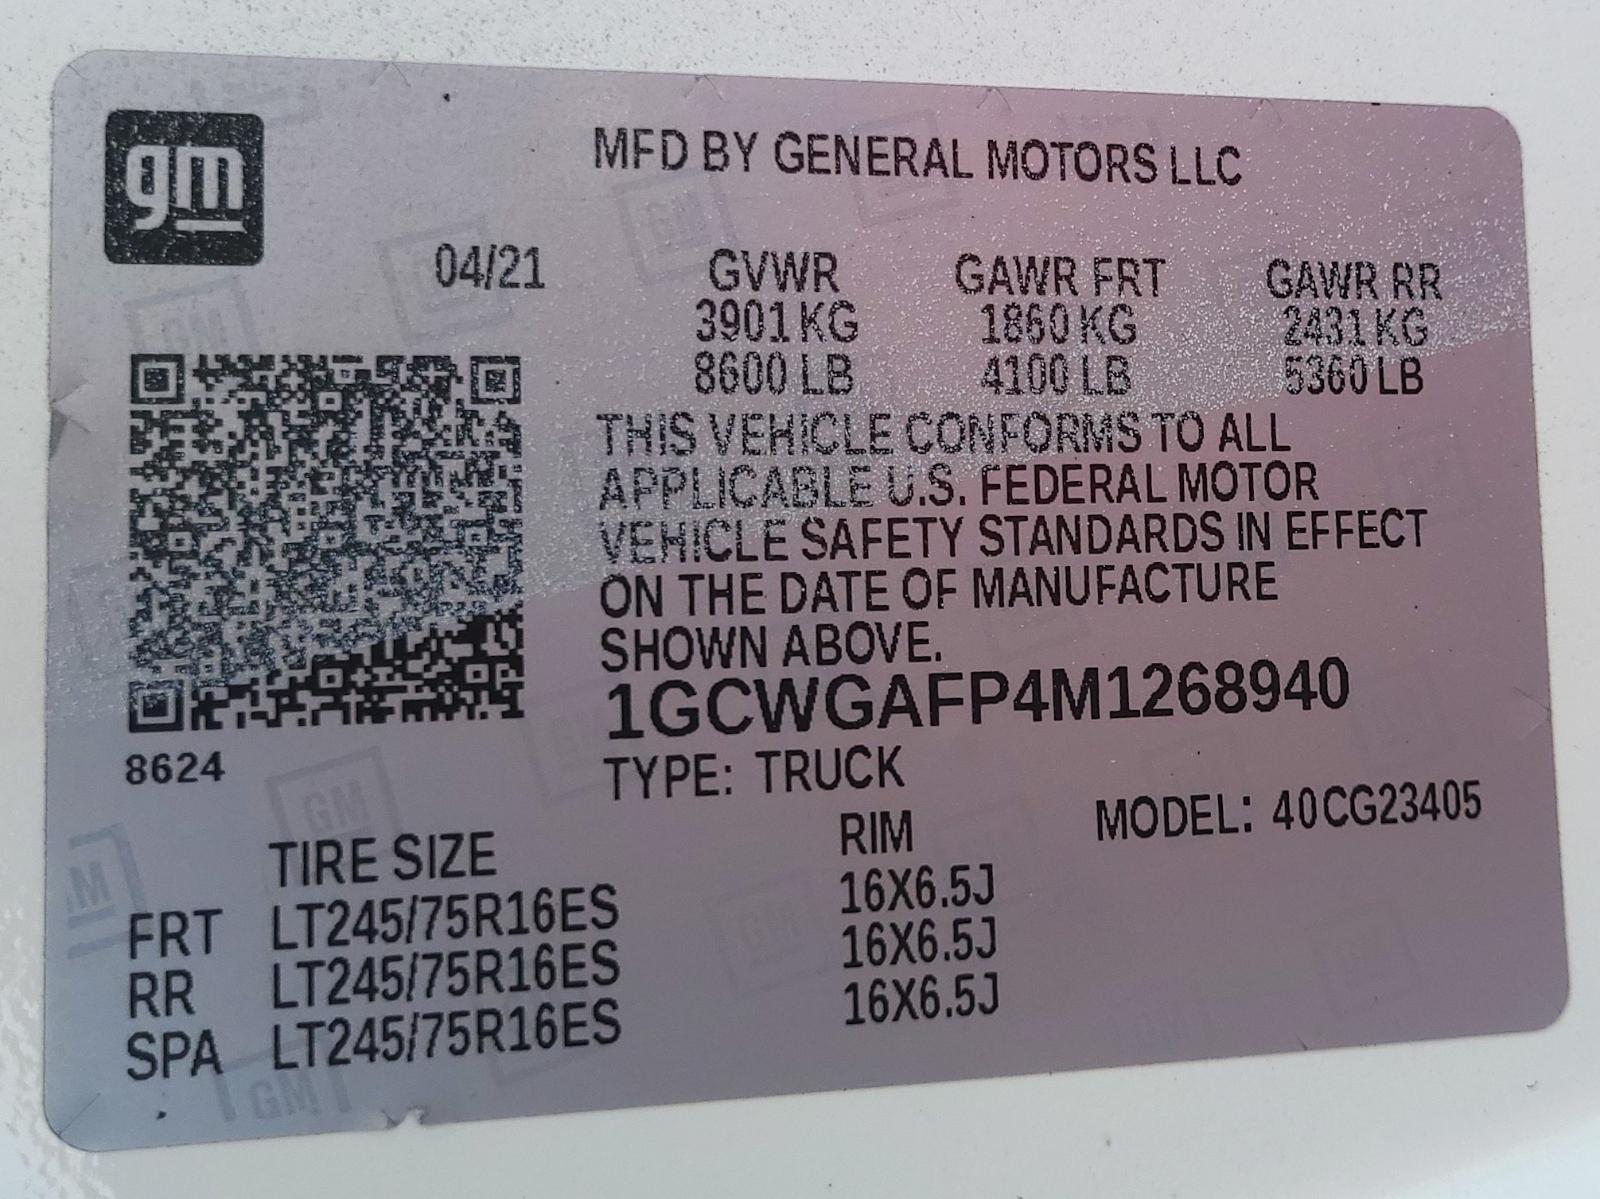 gm
MFD BY GENERAL MOTORS LLC
04/21 GVWR GAWR FRT GAWR RR
3901 KG 1860 KG 2431 KG
8600 LB 4100 LB 5360 LB
THIS VEHICLE CONFORMS TO ALL
APPLICABLE U.S. FEDERAL MOTOR
VEHICLE SAFETY STANDARDS IN EFFECT
ON THE DATE OF MANUFACTURE
SHOWN ABOVE.
1GCWGAFP4M1268940
8624
TYPE: TRUCK
MODEL: 40CG23405
TIRE SIZE RIM
FRT LT245/75R16ES 16X6.5J
RR LT245/75R16ES 16X6.5J
SPA LT245/75R16ES 16X6.5J